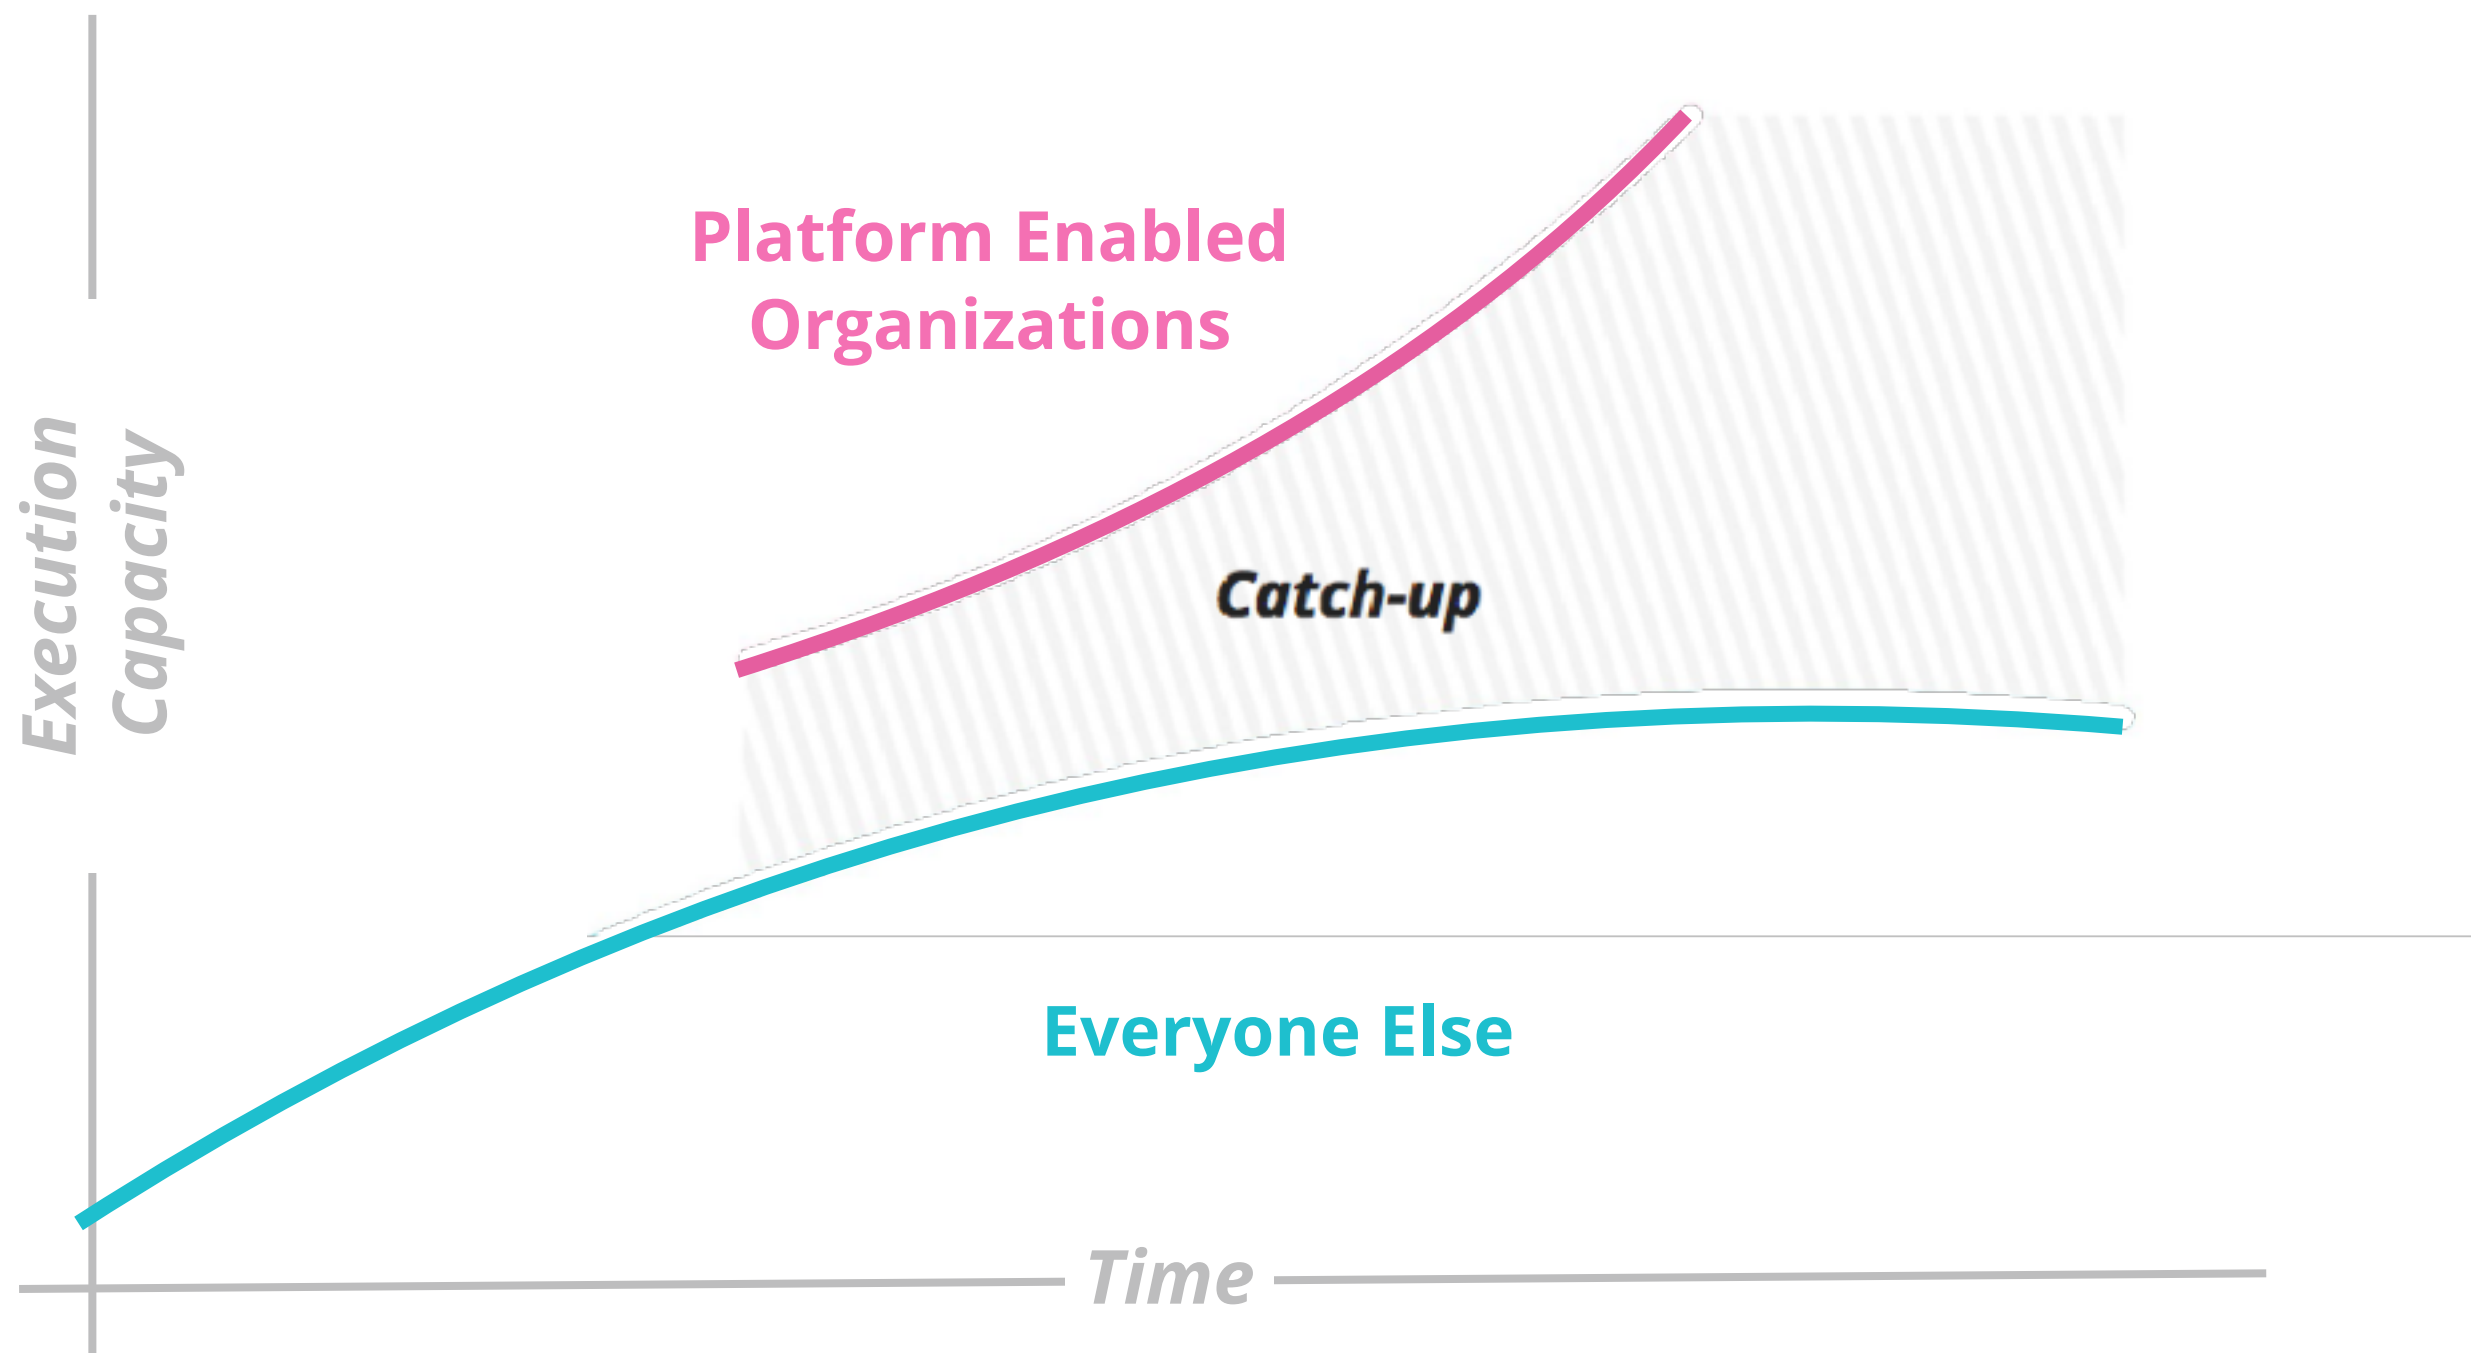 Platform Enabled
Organizations
Execution
Capacity
Catch-up
Everyone Else
Time